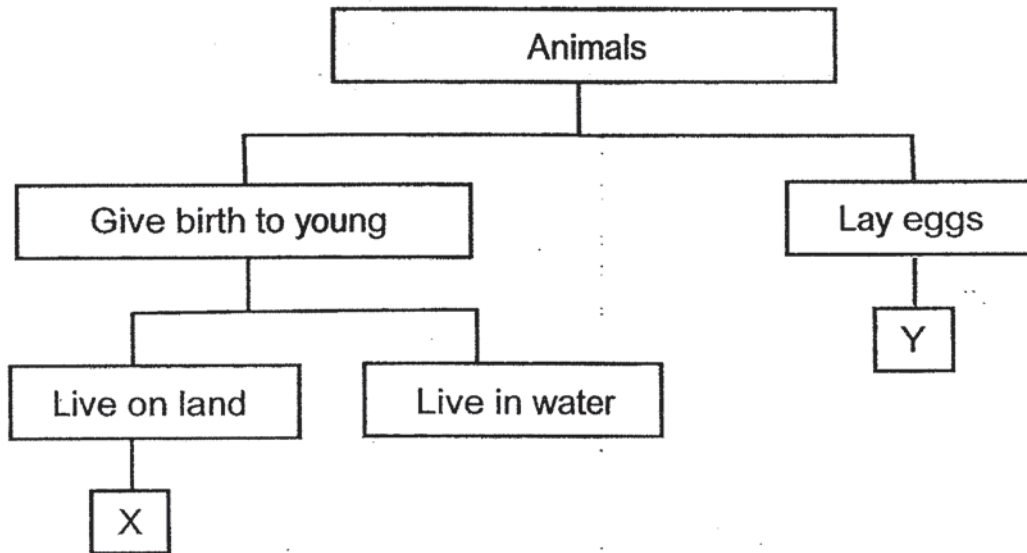 Animals
Give birth to young
Lay eggs
Y
Live on land
Live in water
X